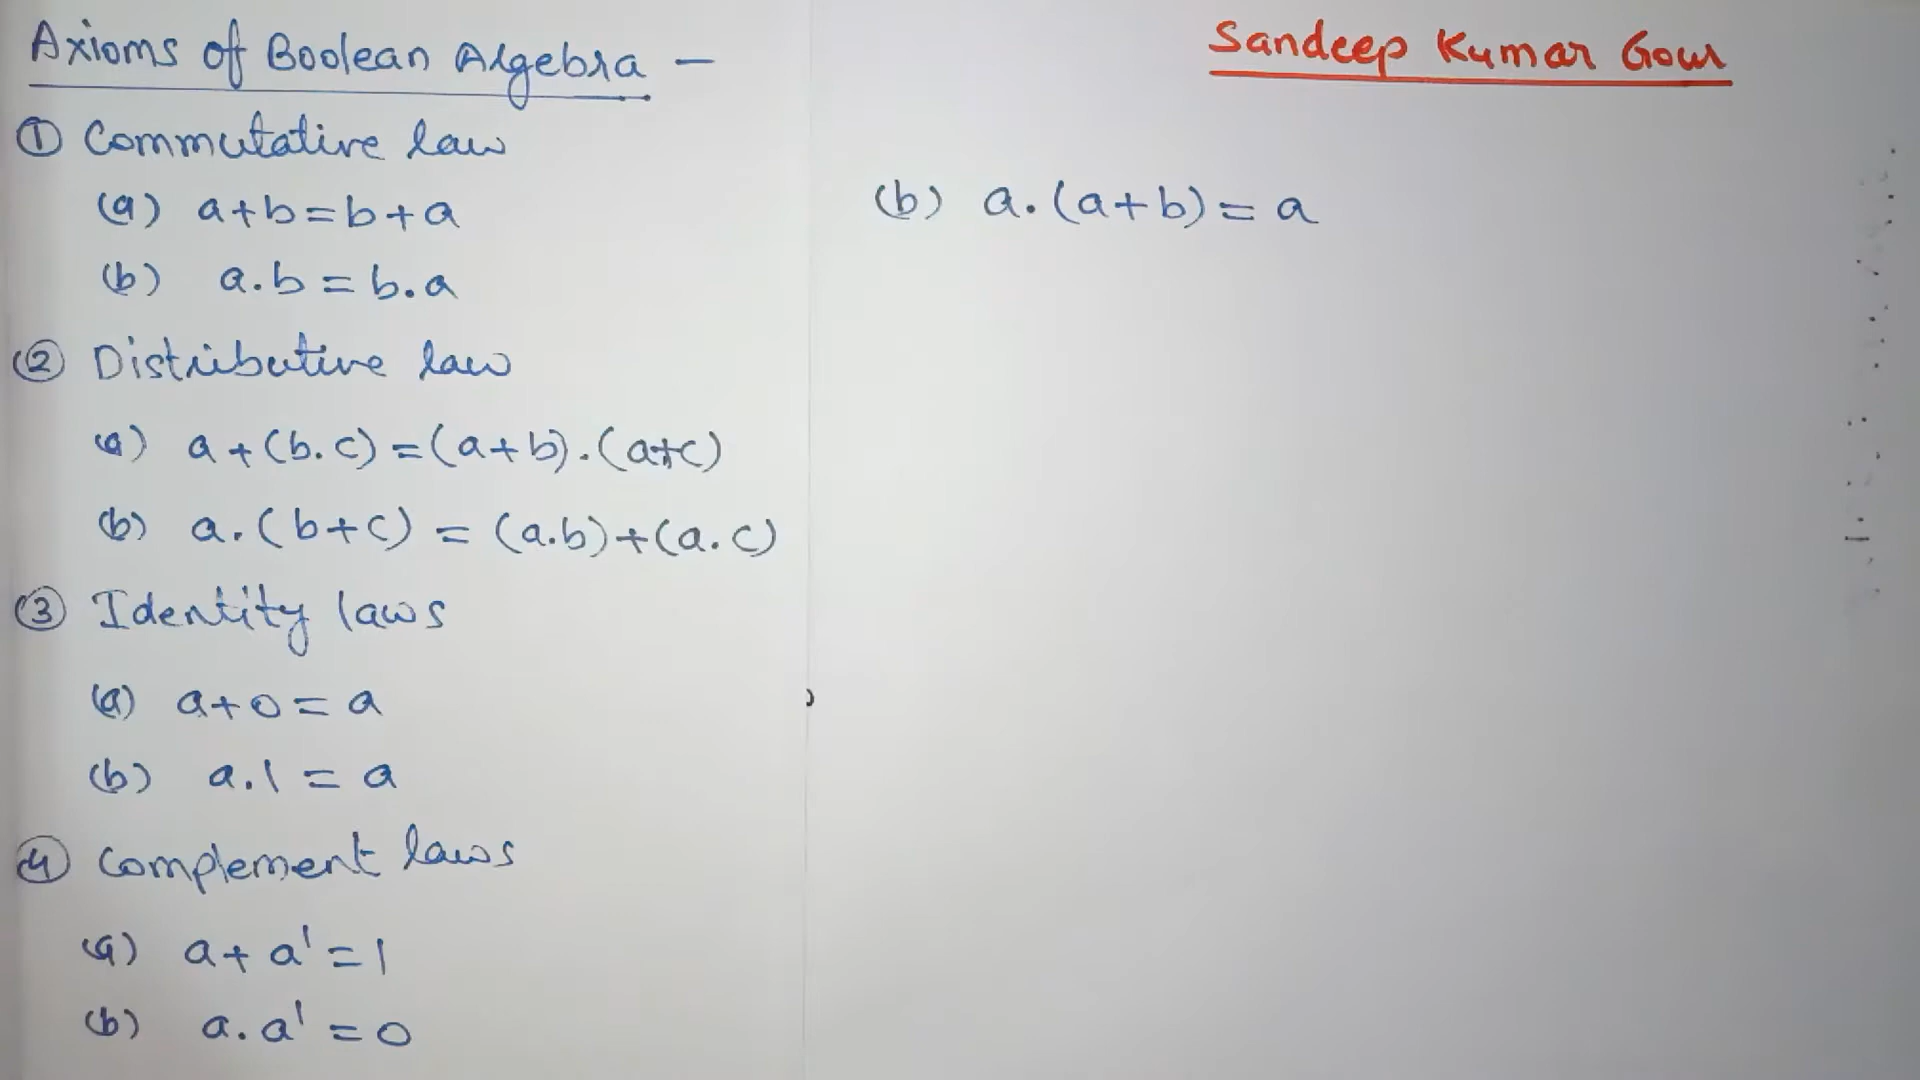 Axioms of Boolean Algebra -
① Commutative law
(a) a+b=b+a
(b) a.b=b.a
② Distributive law
(a) a+(b.c)=(a+b).(a+c)
(b) a.(b+c) = (a.b)+(a.c)
③ Identity laws
(a) a+0=a
(b) a.1=a
④ Complement laws
(a) a+a'=1
(b) a.a'=0
Sandeep Kumar Gour
(b) a.(a+b)=a